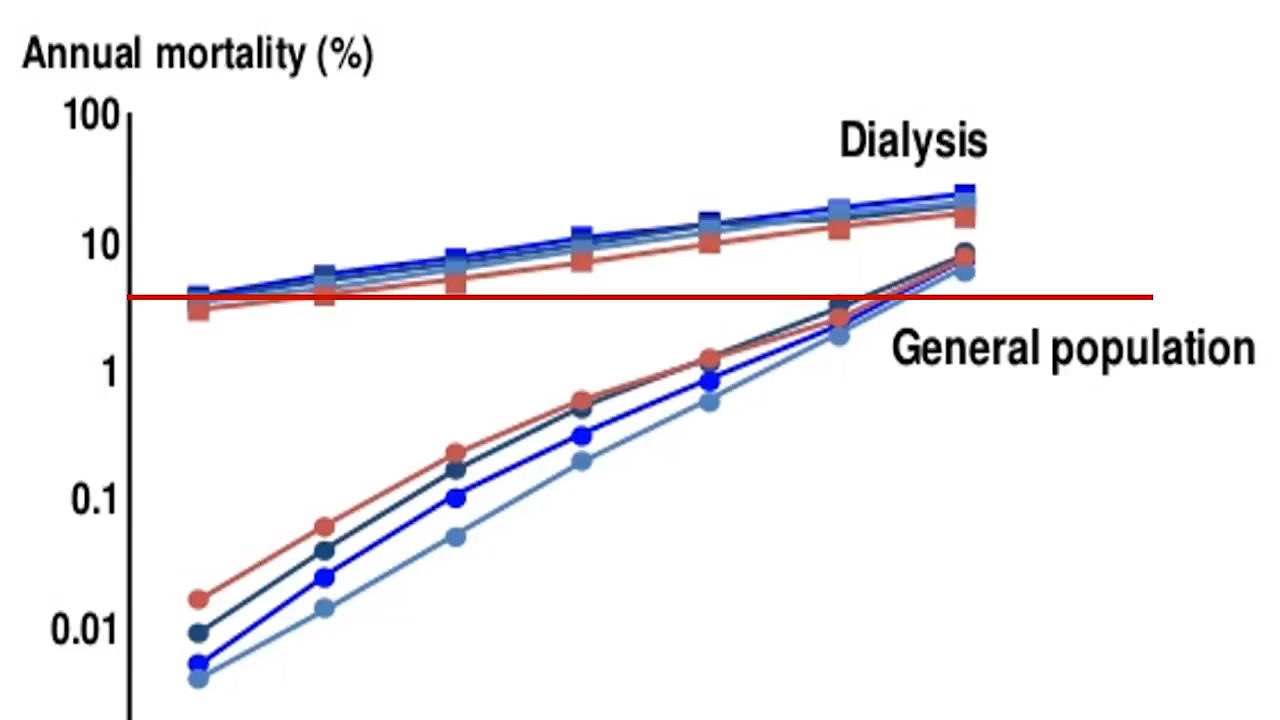 Annual mortality (%)
100
Dialysis
10
General population
1
0.1
0.01